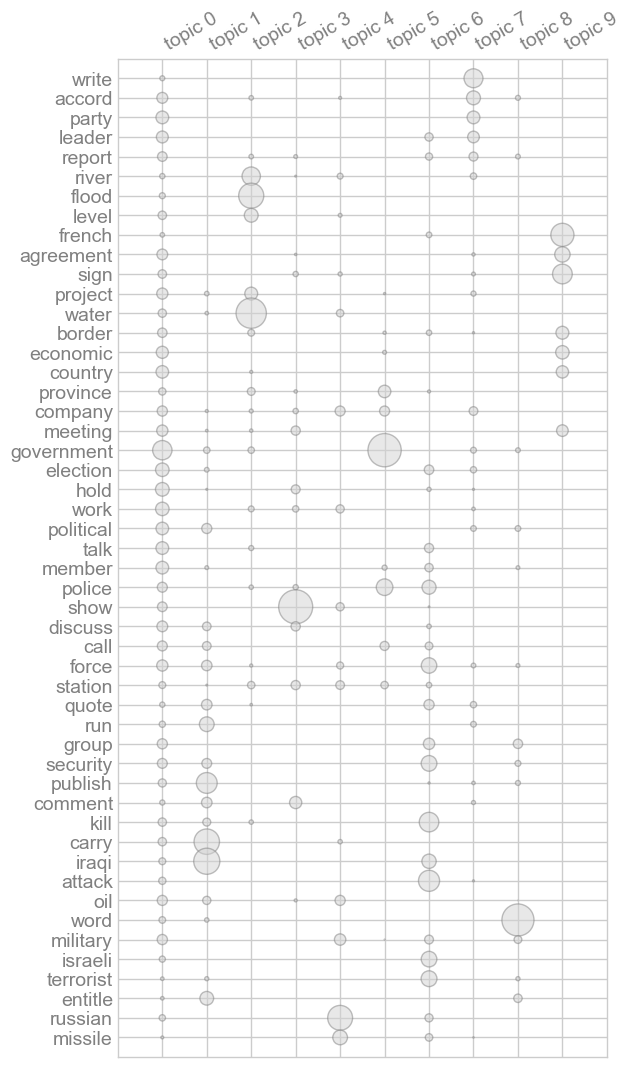 topic 0
topic 1
topic 2
topic 3
topic 4
topic 5
topic 6
topic 7
topic 8
topic 9
write
accord
party
leader
report
river
flood
level
french
agreement
sign
project
water
border
economic
country
province
company
meeting
government
election
hold
work
political
talk
member
police
show
discuss
call
force
station
quote
run
group
security
publish
comment
kill
carry
iraqi
attack
oil
word
military
israeli
terrorist
entitle
russian
missile